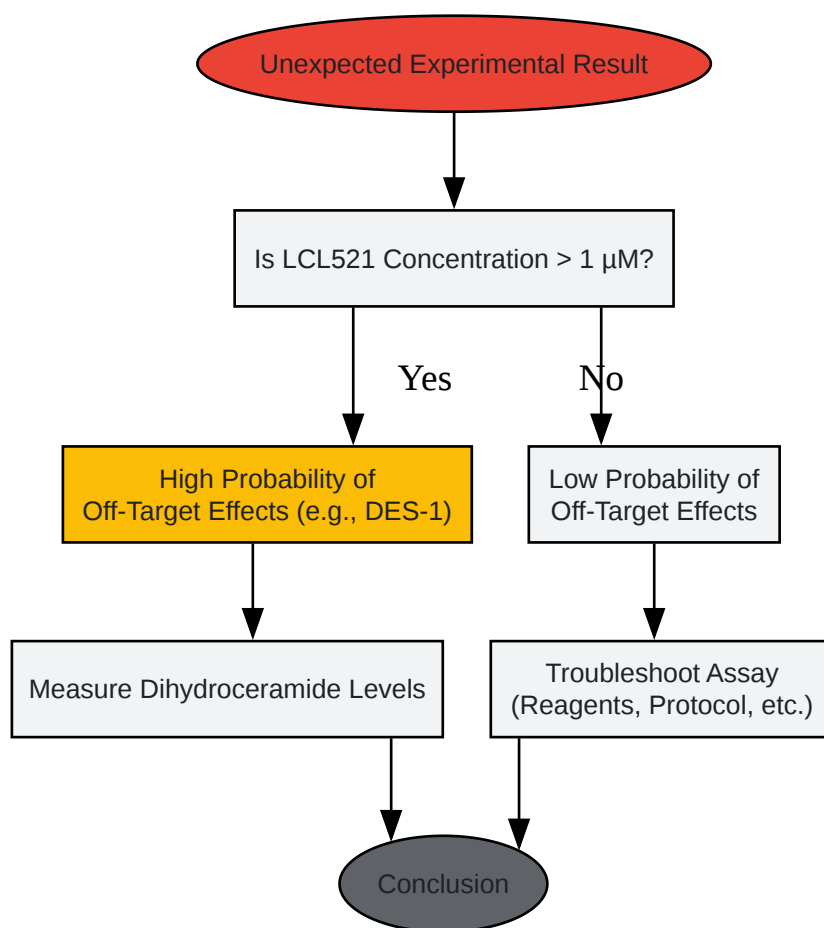 Unexpected Experimental Result
Is LCL521 Concentration > 1 µM?
Yes
No
High Probability of
Off-Target Effects (e.g., DES-1)
Low Probability of
Off-Target Effects
Measure Dihydroceramide Levels
Troubleshoot Assay
(Reagents, Protocol, etc.)
Conclusion